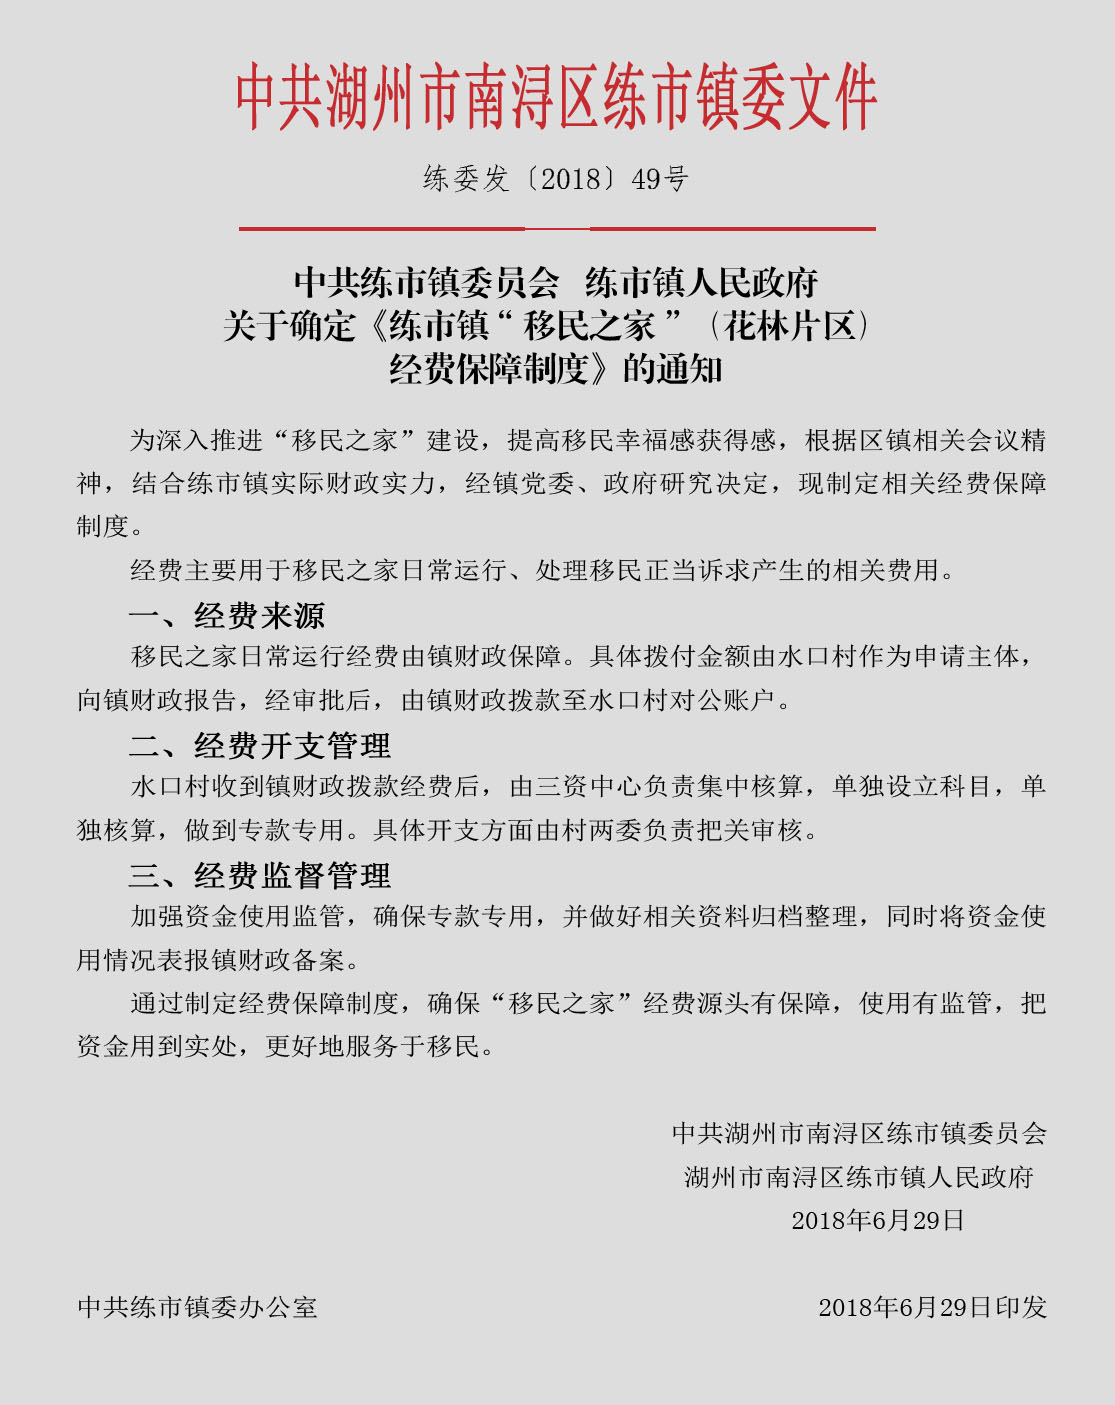 中共湖州市南浔区练市镇委文件
练委发〔2018〕49号
中共练市镇委员会 练市镇人民政府
关于确定《练市镇“移民之家”（花林片区）
经费保障制度》的通知
为深入推进“移民之家”建设，提高移民幸福感获得感，根据区镇相关会议精
神，结合练市镇实际财政实力，经镇党委、政府研究决定，现制定相关经费保障
制度。
经费主要用于移民之家日常运行、处理移民正当诉求产生的相关费用。
一、经费来源
移民之家日常运行经费由镇财政保障。具体拨付金额由水口村作为申请主体，
向镇财政报告，经审批后，由镇财政拨款至水口村对公账户。
二、经费开支管理
水口村收到镇财政拨款经费后，由三资中心负责集中核算，单独设立科目，单
独核算，做到专款专用。具体开支方面由村两委负责把关审核。
三、经费监督管理
加强资金使用监管，确保专款专用，并做好相关资料归档整理，同时将资金使
用情况表报镇财政备案。
通过制定经费保障制度，确保“移民之家”经费源头有保障，使用有监管，把
资金用到实处，更好地服务于移民。
中共湖州市南浔区练市镇委员会
湖州市南浔区练市镇人民政府
2018年6月29日
中共练市镇委办公室 2018年6月29日印发